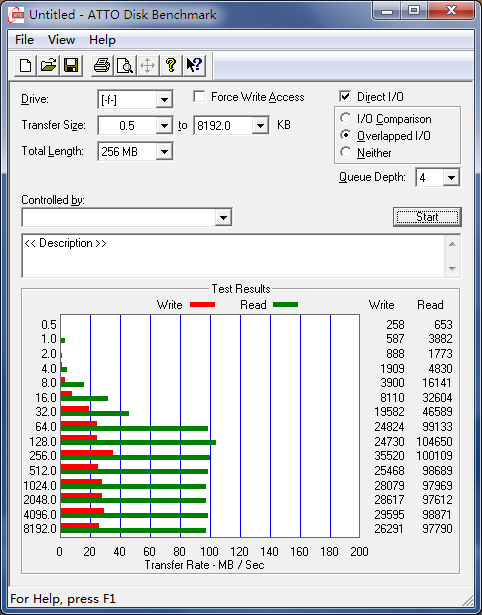 Untitled - ATTO Disk Benchmark
File View Help
Drive: [-f-] Force Write Access Direct I/O
Transfer Size: 0.5 to 8192.0 KB I/O Comparison
Overlapped I/O
Total Length: 256 MB Neither
Queue Depth: 4
Controlled by:
Start
<< Description >>
Test Results
Write Read Write Read
0.5 258 653
1.0 587 3882
2.0 888 1773
4.0 1909 4830
8.0 3900 16141
16.0 8110 32604
32.0 19582 46589
64.0 24824 99133
128.0 24730 104650
256.0 35520 100109
512.0 25468 98689
1024.0 28079 97969
2048.0 28617 97612
4096.0 29595 98871
8192.0 26291 97790
0 20 40 60 80 100 120 140 160 180 200
Transfer Rate - MB / Sec
For Help, press F1